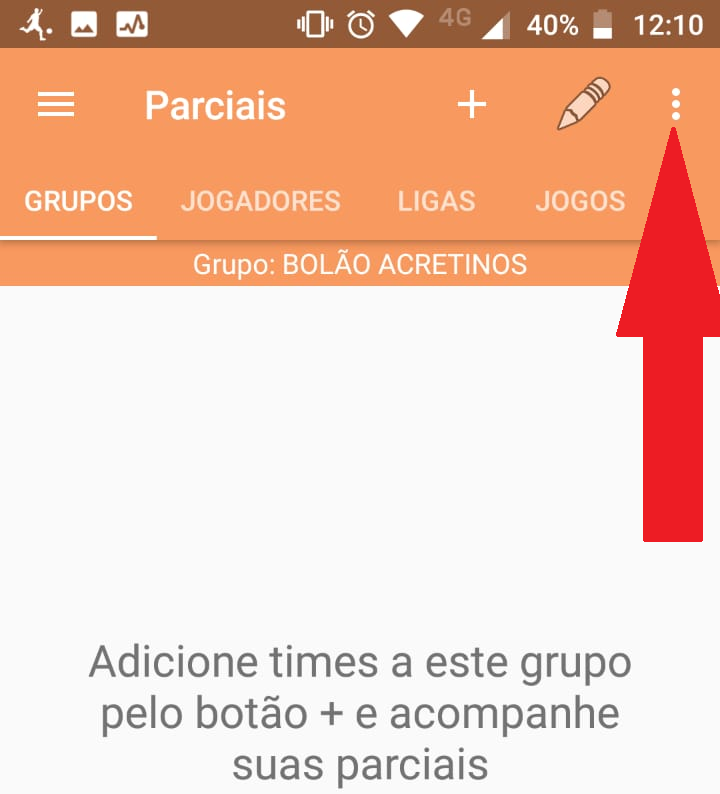 4G 40% 12:10
Parciais
GRUPOS JOGADORES LIGAS JOGOS
Grupo: BOLÃO ACRETINOS
Adicione times a este grupo
pelo botão + e acompanhe
suas parciais